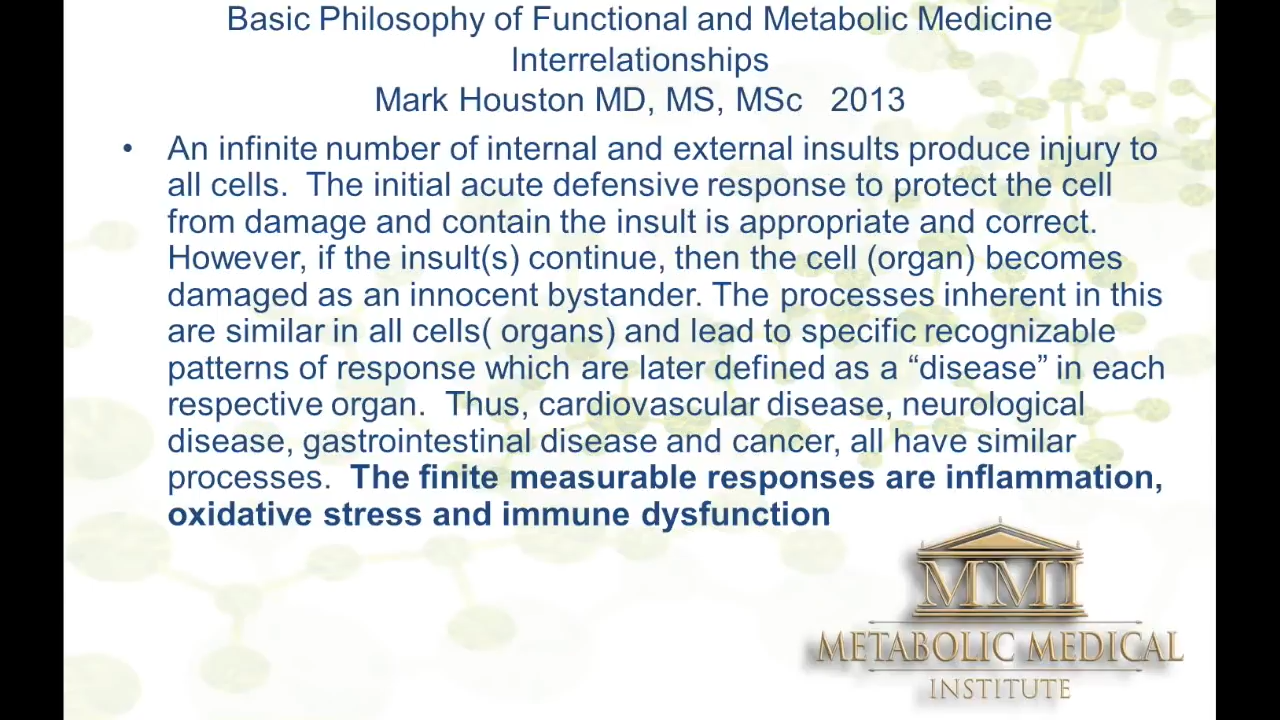 Basic Philosophy of Functional and Metabolic Medicine
Interrelationships
Mark Houston MD, MS, MSc 2013
• An infinite number of internal and external insults produce injury to
all cells. The initial acute defensive response to protect the cell
from damage and contain the insult is appropriate and correct.
However, if the insult(s) continue, then the cell (organ) becomes
damaged as an innocent bystander. The processes inherent in this
are similar in all cells( organs) and lead to specific recognizable
patterns of response which are later defined as a “disease” in each
respective organ. Thus, cardiovascular disease, neurological
disease, gastrointestinal disease and cancer, all have similar
processes. The finite measurable responses are inflammation,
oxidative stress and immune dysfunction
MMI
METABOLIC MEDICAL
INSTITUTE